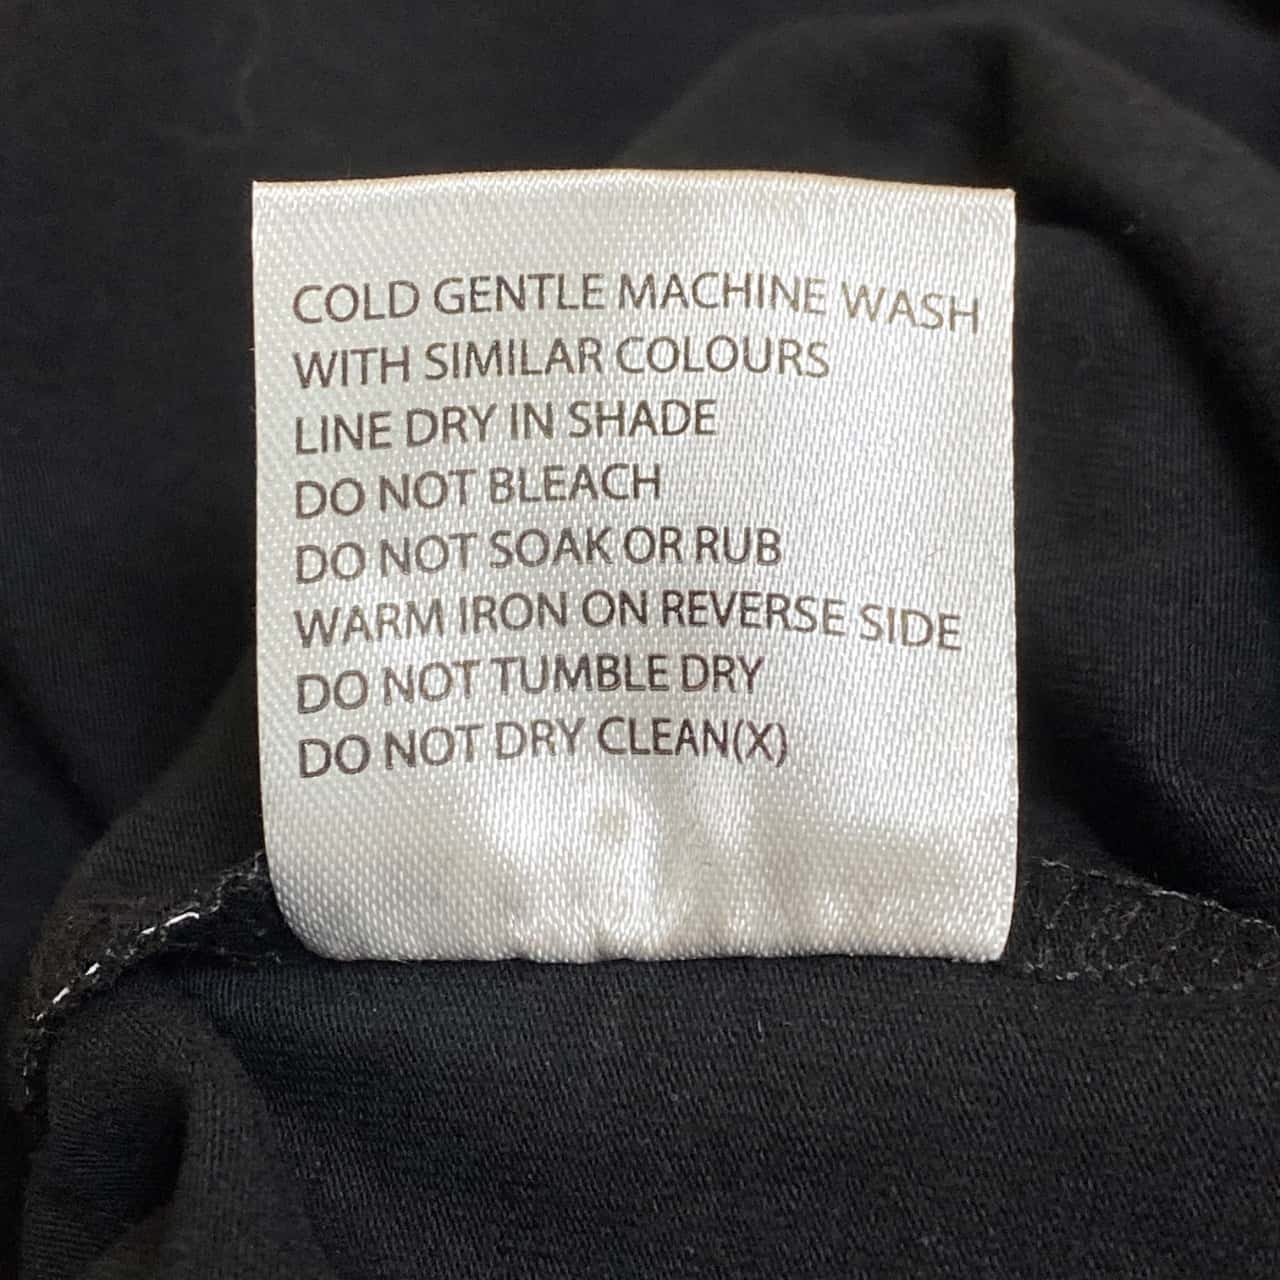 COLD GENTLE MACHINE WASH
WITH SIMILAR COLOURS
LINE DRY IN SHADE
DO NOT BLEACH
DO NOT SOAK OR RUB
WARM IRON ON REVERSE SIDE
DO NOT TUMBLE DRY
DO NOT DRY CLEAN(X)